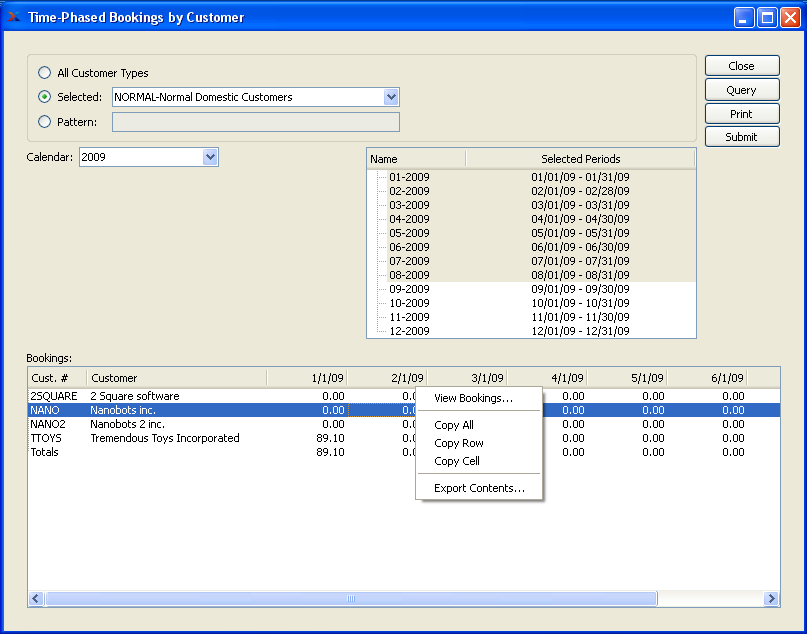 Time-Phased Bookings by Customer
All Customer Types
Close
Selected: NORMAL-Normal Domestic Customers
Query
Pattern:
Print
Submit
Calendar: 2009
Name Selected Periods
01-2009 01/01/09 - 01/31/09
02-2009 02/01/09 - 02/28/09
03-2009 03/01/09 - 03/31/09
04-2009 04/01/09 - 04/30/09
05-2009 05/01/09 - 05/31/09
06-2009 06/01/09 - 06/30/09
07-2009 07/01/09 - 07/31/09
08-2009 08/01/09 - 08/31/09
09-2009 09/01/09 - 09/30/09
10-2009 10/01/09 - 10/31/09
11-2009 11/01/09 - 11/30/09
12-2009 12/01/09 - 12/31/09
Bookings:
Cust. # Customer 1/1/09 2/1/09 3/1/09 4/1/09 5/1/09 6/1/09
2SQUARE 2 Square software 0.00 0.00 0.00 0.00
NANO Nanobots inc. 0.00 0.00 0.00 0.00
NANO2 Nanobots 2 inc. 0.00 0.00 0.00 0.00
TTOYS Tremendous Toys Incorporated 89.10 0.00 0.00 0.00
Totals 89.10 0.00 0.00 0.00
View Bookings...
Copy All
Copy Row
Copy Cell
Export Contents...